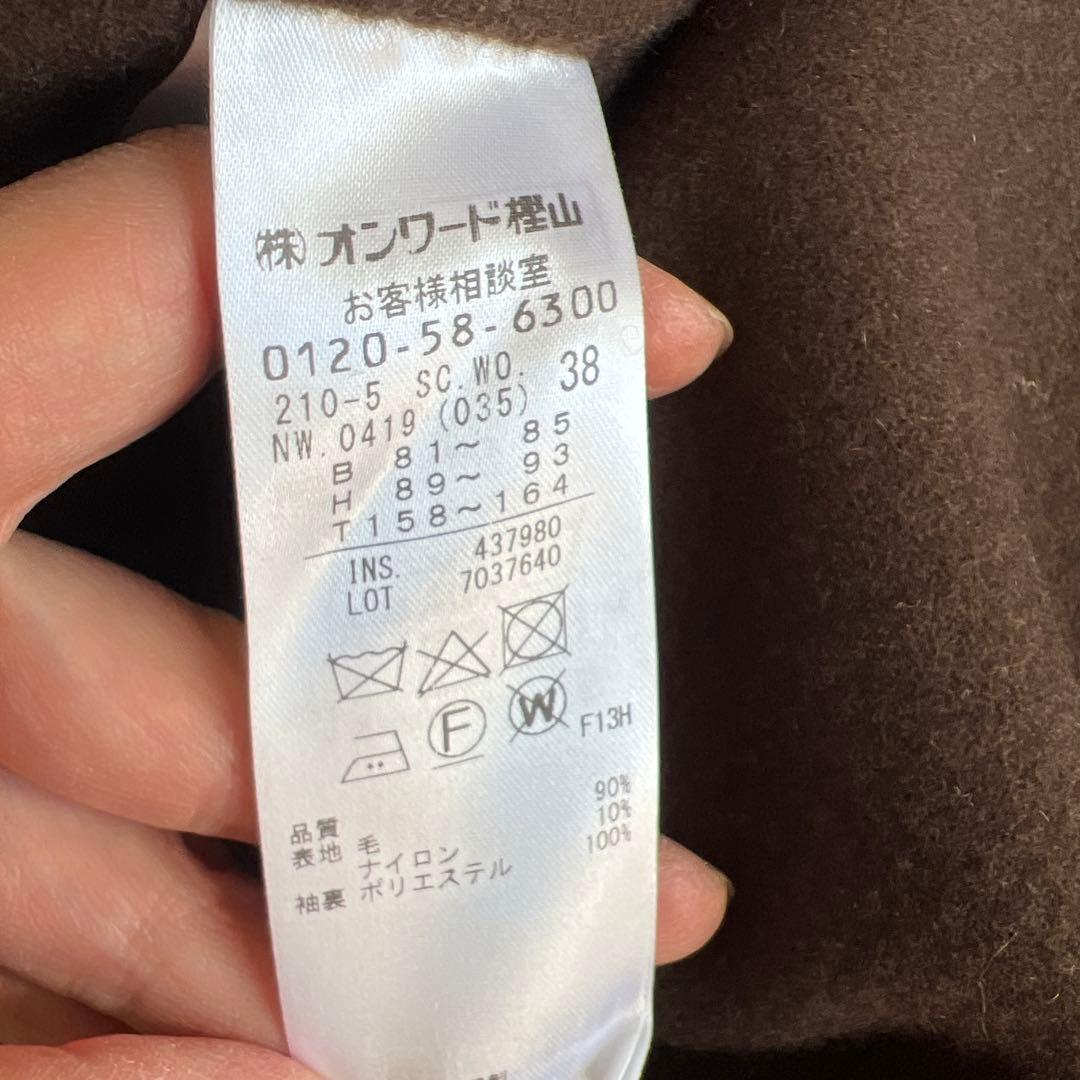 ㈱オンワード樫山
お客様相談室
0120-58-6300
210-5 SC.WO. 38
NW.0419 (035)
B 81~ 85
H 89~ 93
T158~164
INS. 437980
LOT 7037640
F W F13H
品質
表地 毛 90%
ナイロン 10%
袖裏 ポリエステル 100%